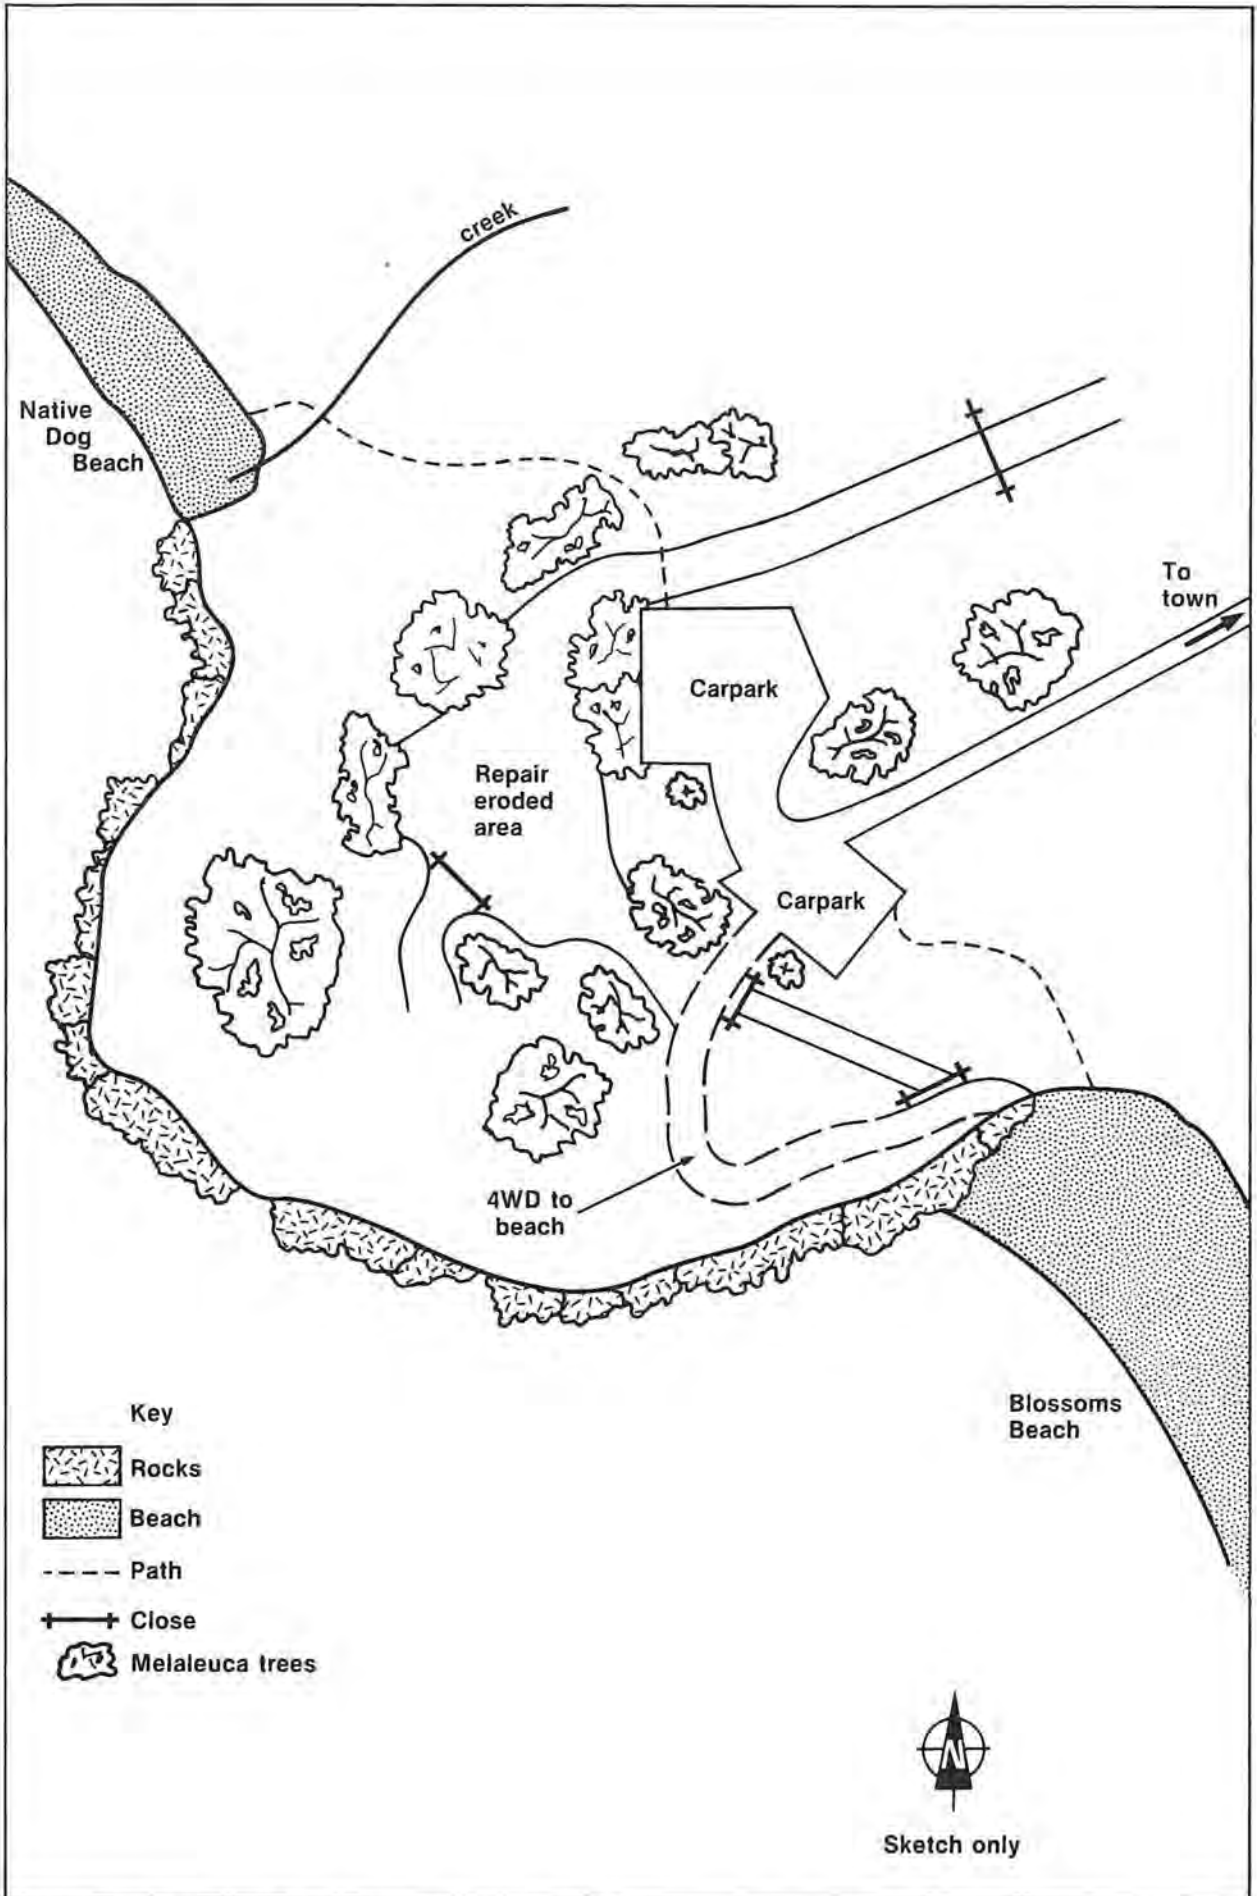 creek
Native
Dog
Beach
To
town
Carpark
Repair
eroded
area
Carpark
4WD to
beach
Blossoms
Beach
Key
Rocks
Beach
Path
Close
Melaleuca trees
N
Sketch only